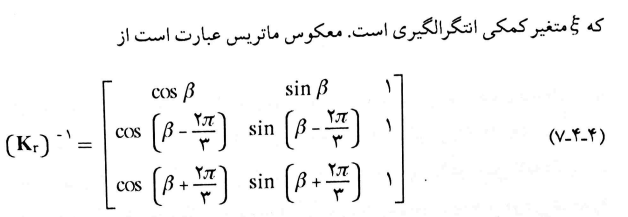 که ξ متغیر کمکی انتگرالگیری است. معکوس ماتریس عبارت است از
cos β sin β ۱
cos (β - ۲π/۳) sin (β - ۲π/۳) ۱
(K_r)^-۱ = (۷-۴-۴)
cos (β + ۲π/۳) sin (β + ۲π/۳) ۱